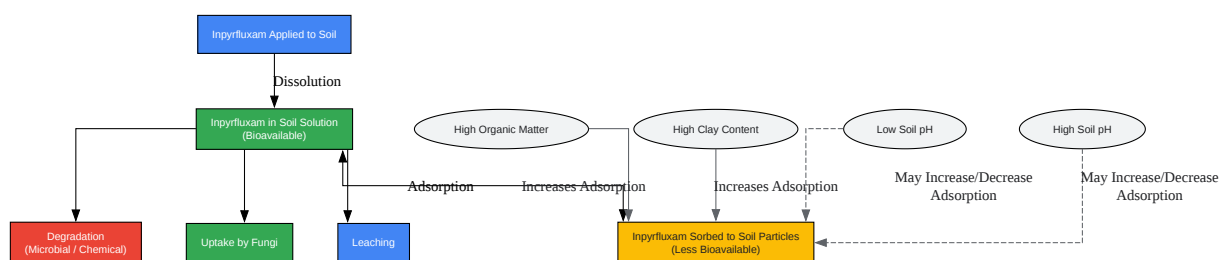 Inpyrfluxam Applied to Soil
Dissolution
Inpyrfluxam in Soil Solution
(Bioavailable)
High Organic Matter
High Clay Content
Low Soil pH
High Soil pH
Adsorption
Increases Adsorption
Increases Adsorption
May Increase/Decrease
Adsorption
May Increase/Decrease
Adsorption
Degradation
(Microbial / Chemical)
Uptake by Fungi
Leaching
Inpyrfluxam Sorbed to Soil Particles
(Less Bioavailable)